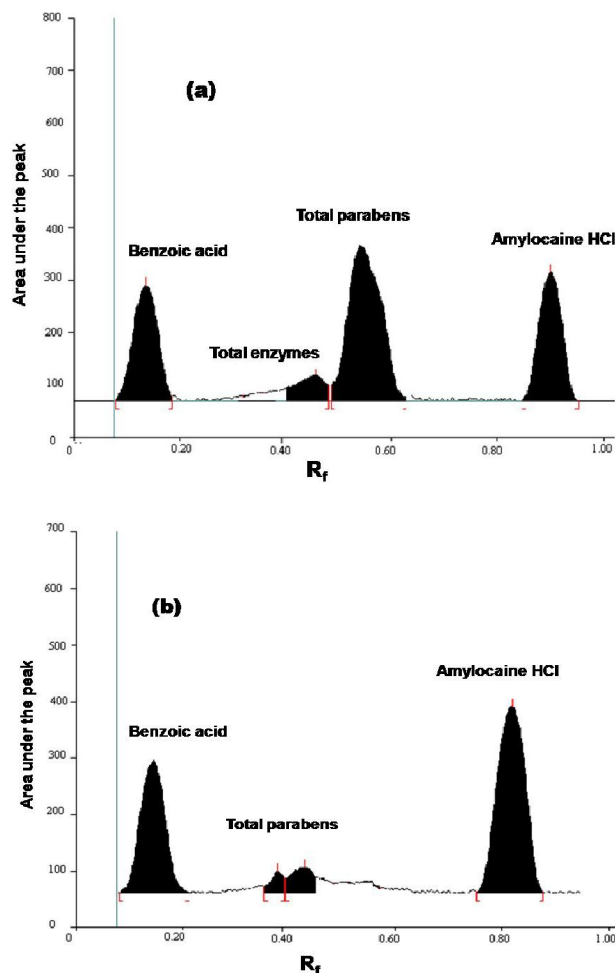 800
700
(a)
600
500
Area under the peak
400
Total parabens
Benzoic acid
Amylocaine HCl
300
Total enzymes
200
100
0
0.20
0.40
0.60
0.80
1.00
Rf
700
600
(b)
500
Amylocaine HCl
Area under the peak
400
Benzoic acid
300
Total parabens
200
100
0
0
0.20
0.40
0.60
0.80
1.00
Rf